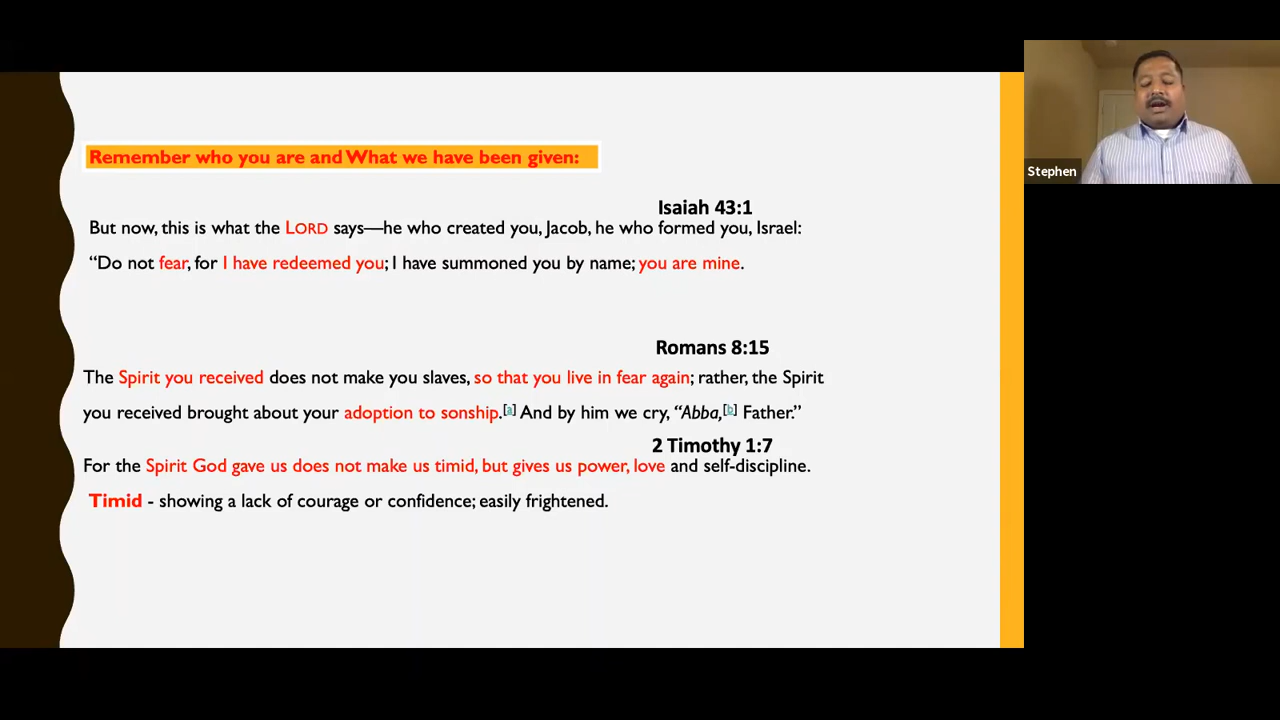 Remember who you are and What we have been given:
Isaiah 43:1
But now, this is what the LORD says—he who created you, Jacob, he who formed you, Israel:
“Do not fear, for I have redeemed you; I have summoned you by name; you are mine.
Romans 8:15
The Spirit you received does not make you slaves, so that you live in fear again; rather, the Spirit
you received brought about your adoption to sonship.[a] And by him we cry, “Abba,[b] Father.”
2 Timothy 1:7
For the Spirit God gave us does not make us timid, but gives us power, love and self-discipline.
Timid - showing a lack of courage or confidence; easily frightened.
Stephen